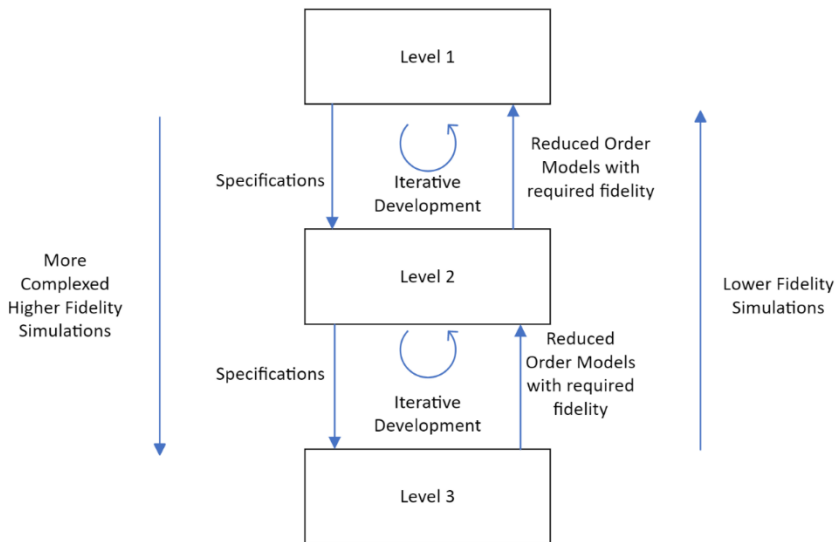 Level 1
Specifications
Iterative
Development
Reduced Order
Models with
required fidelity
More
Complexed
Higher Fidelity
Simulations
Level 2
Lower Fidelity
Simulations
Specifications
Iterative
Development
Reduced
Order Models
with required
fidelity
Level 3